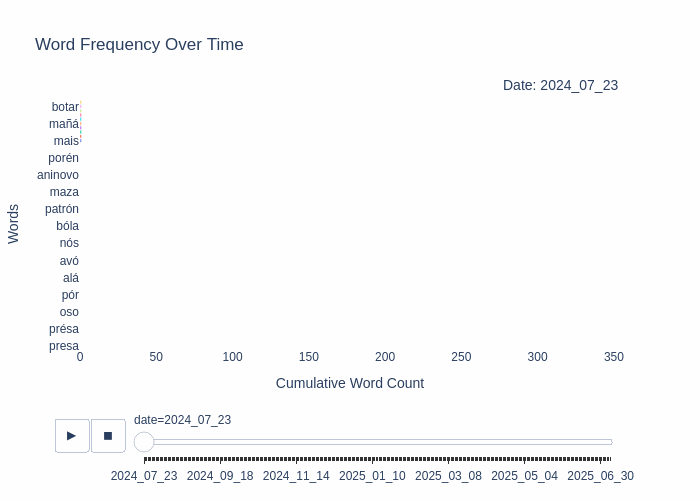 Word Frequency Over Time
Date: 2024_07_23
Words
botar
mañá
mais
porén
aninovo
maza
patrón
bóla
nós
avó
alá
pór
oso
présa
presa
0 50 100 150 200 250 300 350
Cumulative Word Count
date=2024_07_23
2024_07_23 2024_09_18 2024_11_14 2025_01_10 2025_03_08 2025_05_04 2025_06_30